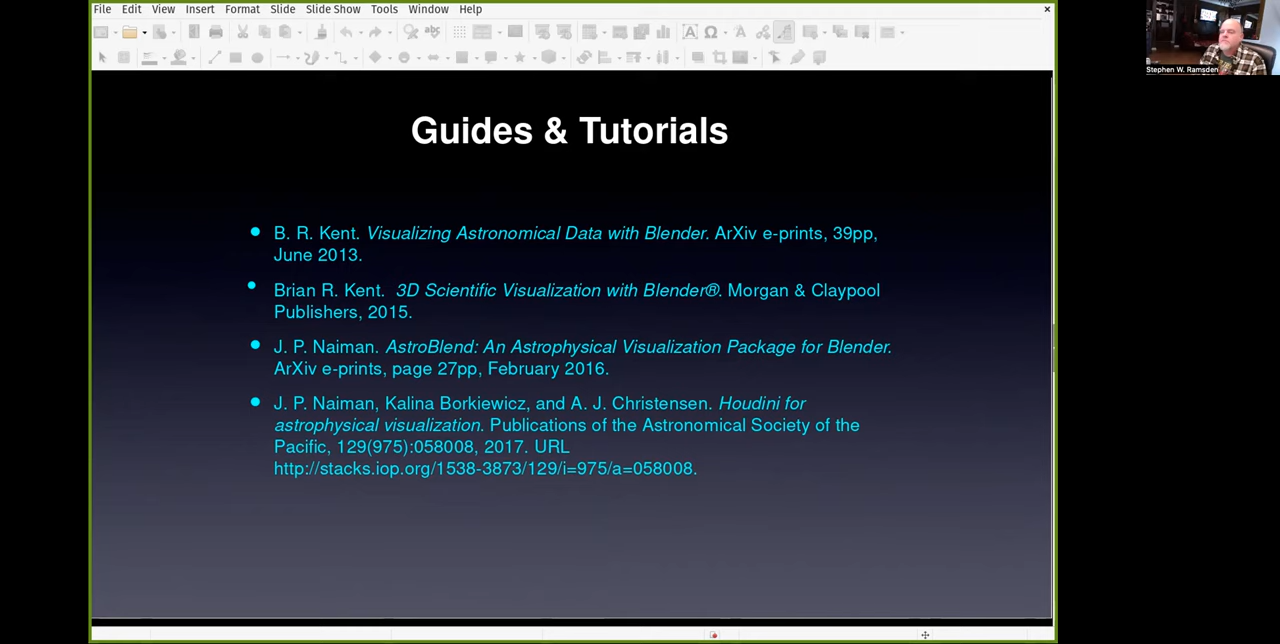 File Edit View Insert Format Slide Slide Show Tools Window Help
Stephen W. Ramsden
Guides & Tutorials
• B. R. Kent. Visualizing Astronomical Data with Blender. ArXiv e-prints, 39pp,
June 2013.
• Brian R. Kent. 3D Scientific Visualization with Blender®. Morgan & Claypool
Publishers, 2015.
• J. P. Naiman. AstroBlend: An Astrophysical Visualization Package for Blender.
ArXiv e-prints, page 27pp, February 2016.
• J. P. Naiman, Kalina Borkiewicz, and A. J. Christensen. Houdini for
astrophysical visualization. Publications of the Astronomical Society of the
Pacific, 129(975):058008, 2017. URL
http://stacks.iop.org/1538-3873/129/i=975/a=058008.